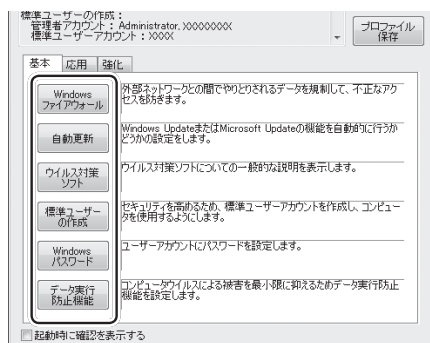 標準ユーザーの作成：
管理者アカウント： Administrator, XXXXXXXX
標準ユーザーアカウント： XXXX
プロファイル
保存
基本 応用 強化
Windows
ファイアウォール
外部ネットワークとの間でやりとりされるデータを規制して、不正なアク
セスを防ぎます。
自動更新
Windows UpdateまたはMicrosoft Updateの機能を自動的に行うか
どうかの設定をします。
ウイルス対策
ソフト
ウイルス対策ソフトについての一般的な説明を表示します。
標準ユーザー
の作成
セキュリティを高めるため、標準ユーザーアカウントを作成し、コンピュー
タを使用するようにします。
Windows
パスワード
ユーザーアカウントにパスワードを設定します。
データ実行
防止機能
コンピュータウイルスによる被害を最小限に抑えるためデータ実行防止
機能を設定します。
起動時に確認を表示する